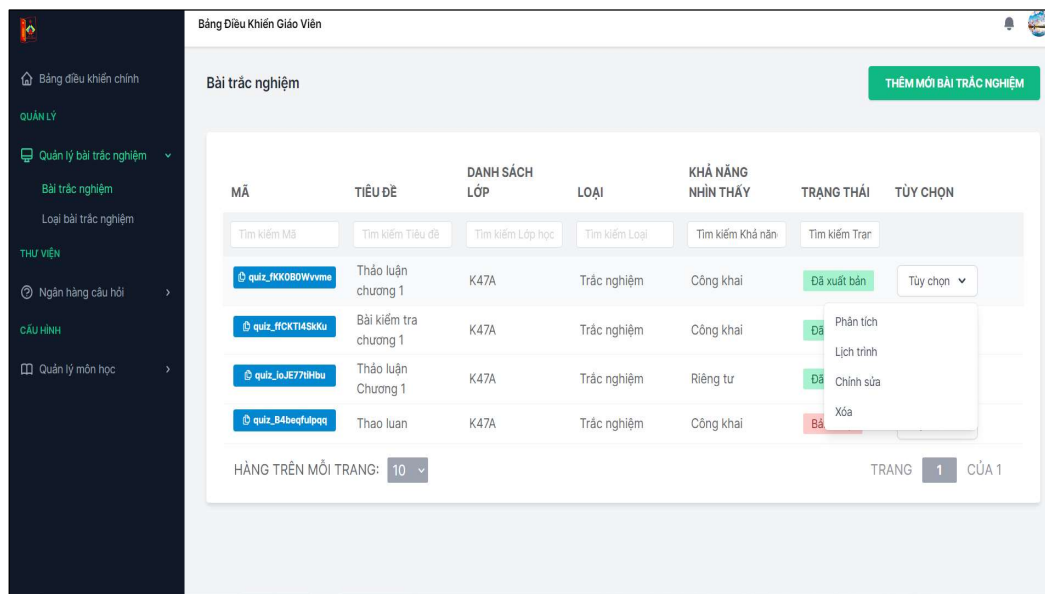 Bảng Điều Khiển Giáo Viên
Bảng điều khiển chính
QUẢN LÝ
Quản lý bài trắc nghiệm
Bài trắc nghiệm
Loại bài trắc nghiệm
THƯ VIỆN
Ngân hàng câu hỏi
CẤU HÌNH
Quản lý môn học
Bài trắc nghiệm
THÊM MỚI BÀI TRẮC NGHIỆM
MÃ TIÊU ĐỀ DANH SÁCH LỚP LOẠI KHẢ NĂNG NHÌN THẤY TRẠNG THÁI TÙY CHỌN
Tìm kiếm Mã Tìm kiếm Tiêu đề Tìm kiếm Lớp học Tìm kiếm Loại Tìm kiếm Khả năn Tìm kiếm Trạn
quiz_fKK0B0Wvvme Thảo luận chương 1 K47A Trắc nghiệm Công khai Đã xuất bản Tùy chọn
quiz_ffCKTl4SkKu Bài kiểm tra chương 1 K47A Trắc nghiệm Công khai Đã
quiz_ioJE77tiHbu Thảo luận Chương 1 K47A Trắc nghiệm Riêng tư Đã
quiz_B4beqfulpqq Thao luan K47A Trắc nghiệm Công khai Bả
Phân tích
Lịch trình
Chỉnh sửa
Xóa
HÀNG TRÊN MỖI TRANG: 10
TRANG 1 CỦA 1